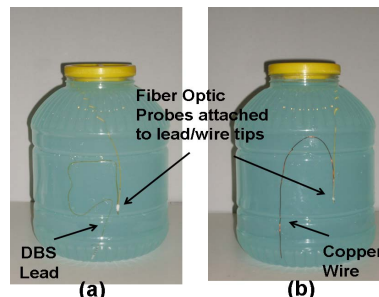 Fiber Optic
Probes attached
to lead/wire tips
DBS
Lead
Copper
Wire
(a)
(b)